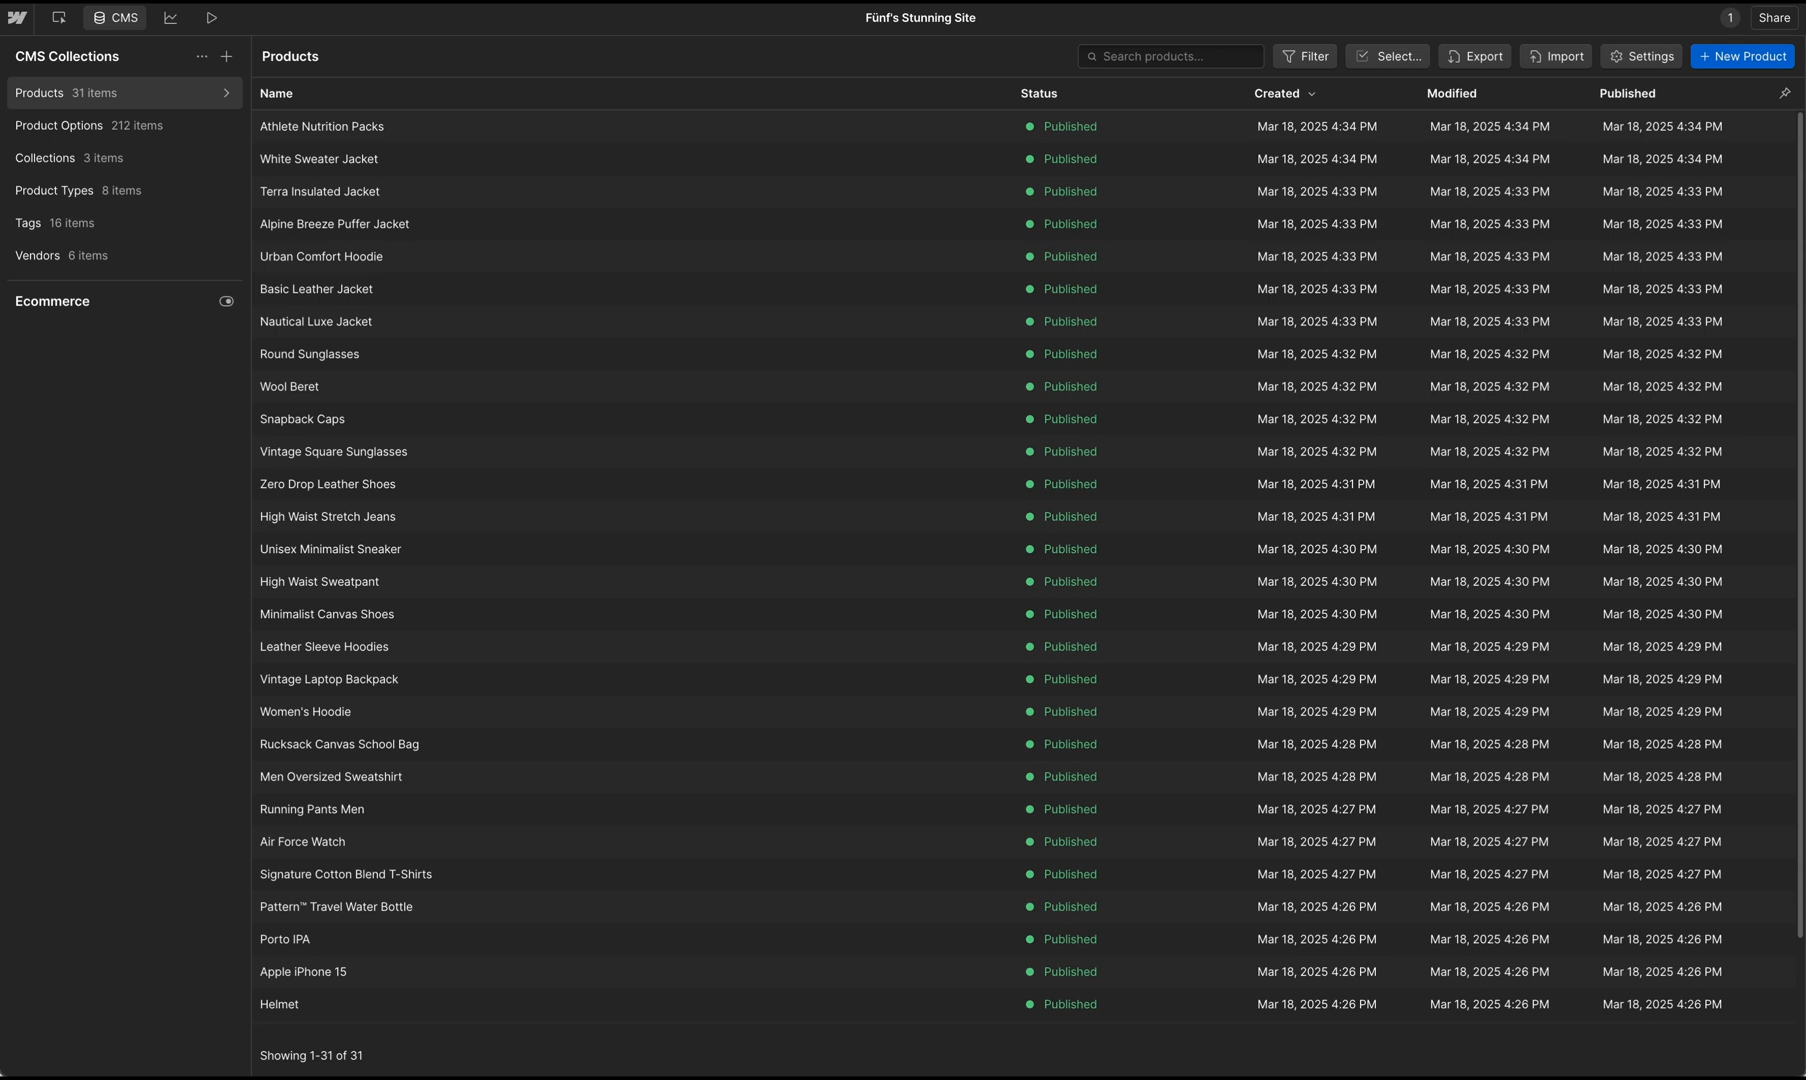 CMS
Fünf's Stunning Site
1
Share
CMS Collections
Products
Search products...
Filter
Select...
Export
Import
Settings
+ New Product
Products 31 items
Product Options 212 items
Collections 3 items
Product Types 8 items
Tags 16 items
Vendors 6 items
Ecommerce
Name Status Created Modified Published
Athlete Nutrition Packs Published Mar 18, 2025 4:34 PM Mar 18, 2025 4:34 PM Mar 18, 2025 4:34 PM
White Sweater Jacket Published Mar 18, 2025 4:34 PM Mar 18, 2025 4:34 PM Mar 18, 2025 4:34 PM
Terra Insulated Jacket Published Mar 18, 2025 4:33 PM Mar 18, 2025 4:33 PM Mar 18, 2025 4:33 PM
Alpine Breeze Puffer Jacket Published Mar 18, 2025 4:33 PM Mar 18, 2025 4:33 PM Mar 18, 2025 4:33 PM
Urban Comfort Hoodie Published Mar 18, 2025 4:33 PM Mar 18, 2025 4:33 PM Mar 18, 2025 4:33 PM
Basic Leather Jacket Published Mar 18, 2025 4:33 PM Mar 18, 2025 4:33 PM Mar 18, 2025 4:33 PM
Nautical Luxe Jacket Published Mar 18, 2025 4:33 PM Mar 18, 2025 4:33 PM Mar 18, 2025 4:33 PM
Round Sunglasses Published Mar 18, 2025 4:32 PM Mar 18, 2025 4:32 PM Mar 18, 2025 4:32 PM
Wool Beret Published Mar 18, 2025 4:32 PM Mar 18, 2025 4:32 PM Mar 18, 2025 4:32 PM
Snapback Caps Published Mar 18, 2025 4:32 PM Mar 18, 2025 4:32 PM Mar 18, 2025 4:32 PM
Vintage Square Sunglasses Published Mar 18, 2025 4:32 PM Mar 18, 2025 4:32 PM Mar 18, 2025 4:32 PM
Zero Drop Leather Shoes Published Mar 18, 2025 4:31 PM Mar 18, 2025 4:31 PM Mar 18, 2025 4:31 PM
High Waist Stretch Jeans Published Mar 18, 2025 4:31 PM Mar 18, 2025 4:31 PM Mar 18, 2025 4:31 PM
Unisex Minimalist Sneaker Published Mar 18, 2025 4:30 PM Mar 18, 2025 4:30 PM Mar 18, 2025 4:30 PM
High Waist Sweatpant Published Mar 18, 2025 4:30 PM Mar 18, 2025 4:30 PM Mar 18, 2025 4:30 PM
Minimalist Canvas Shoes Published Mar 18, 2025 4:30 PM Mar 18, 2025 4:30 PM Mar 18, 2025 4:30 PM
Leather Sleeve Hoodies Published Mar 18, 2025 4:29 PM Mar 18, 2025 4:29 PM Mar 18, 2025 4:29 PM
Vintage Laptop Backpack Published Mar 18, 2025 4:29 PM Mar 18, 2025 4:29 PM Mar 18, 2025 4:29 PM
Women's Hoodie Published Mar 18, 2025 4:29 PM Mar 18, 2025 4:29 PM Mar 18, 2025 4:29 PM
Rucksack Canvas School Bag Published Mar 18, 2025 4:28 PM Mar 18, 2025 4:28 PM Mar 18, 2025 4:28 PM
Men Oversized Sweatshirt Published Mar 18, 2025 4:28 PM Mar 18, 2025 4:28 PM Mar 18, 2025 4:28 PM
Running Pants Men Published Mar 18, 2025 4:27 PM Mar 18, 2025 4:27 PM Mar 18, 2025 4:27 PM
Air Force Watch Published Mar 18, 2025 4:27 PM Mar 18, 2025 4:27 PM Mar 18, 2025 4:27 PM
Signature Cotton Blend T-Shirts Published Mar 18, 2025 4:27 PM Mar 18, 2025 4:27 PM Mar 18, 2025 4:27 PM
Pattern™ Travel Water Bottle Published Mar 18, 2025 4:26 PM Mar 18, 2025 4:26 PM Mar 18, 2025 4:26 PM
Porto IPA Published Mar 18, 2025 4:26 PM Mar 18, 2025 4:26 PM Mar 18, 2025 4:26 PM
Apple iPhone 15 Published Mar 18, 2025 4:26 PM Mar 18, 2025 4:26 PM Mar 18, 2025 4:26 PM
Helmet Published Mar 18, 2025 4:26 PM Mar 18, 2025 4:26 PM Mar 18, 2025 4:26 PM
Showing 1-31 of 31